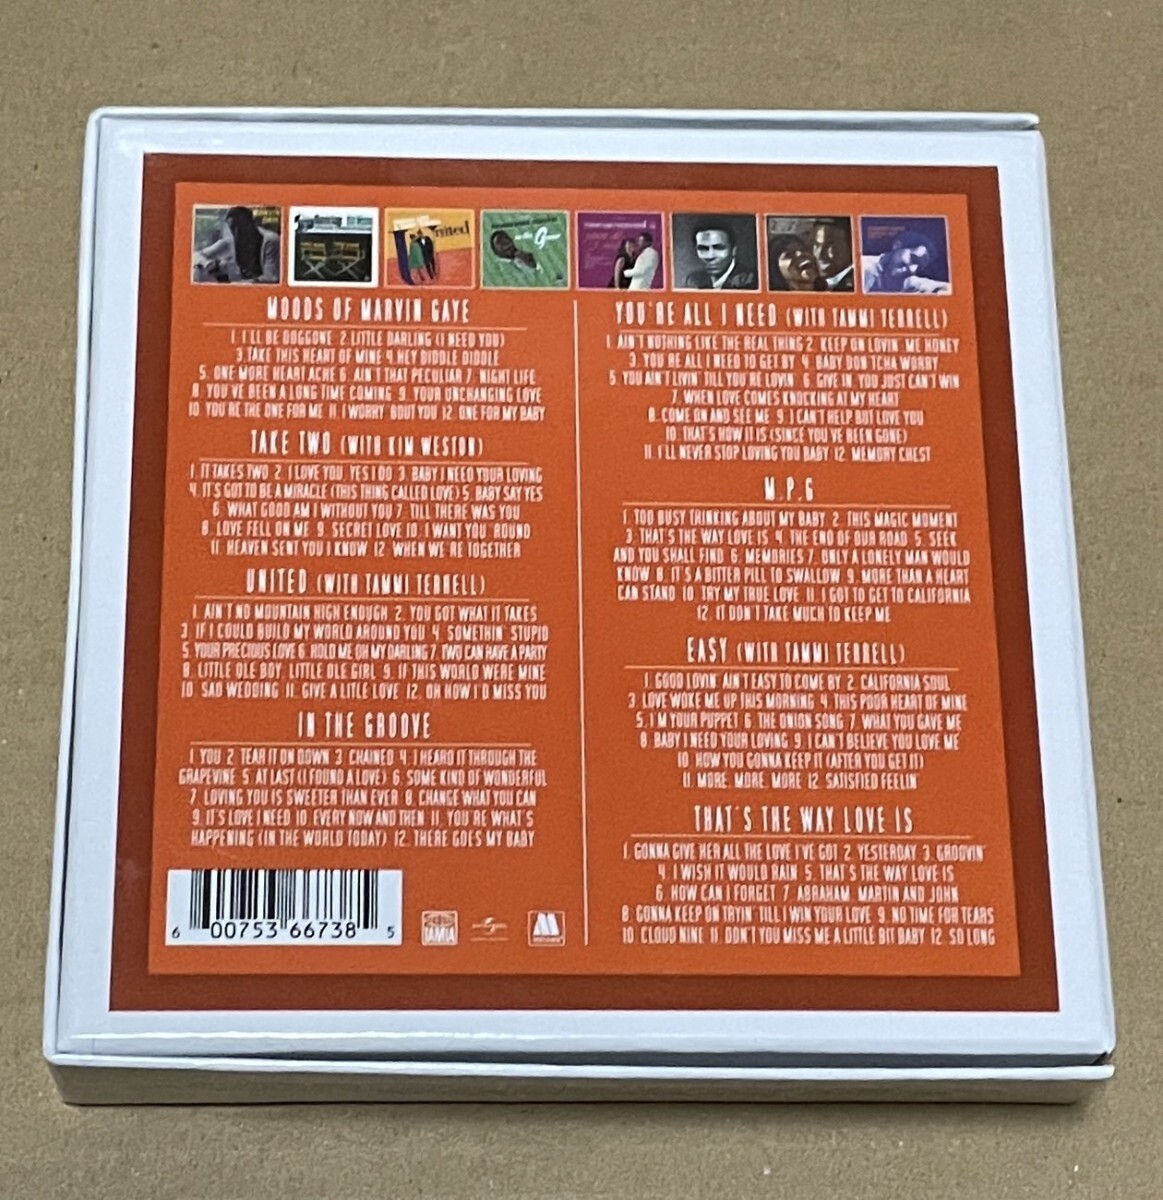 MOODS OF MARVIN GAYE
1. I'LL BE DOGGONE 2. LITTLE DARLING (I NEED YOU)
3. TAKE THIS HEART OF MINE 4. HEY DIDDLE DIDDLE
5. ONE MORE HEART ACHE 6. AIN'T THAT PECULIAR 7. NIGHT LIFE
8. YOU'VE BEEN A LONG TIME COMING 9. YOUR UNCHANGING LOVE
10. YOU'RE THE ONE FOR ME 11. I WORRY 'BOUT YOU 12. ONE FOR MY BABY
TAKE TWO (WITH KIM WESTON)
1. IT TAKES TWO 2. I LOVE YOU, YES I DO 3. BABY I NEED YOUR LOVING
4. IT'S GOT TO BE A MIRACLE (THIS THING CALLED LOVE) 5. BABY SAY YES
6. WHAT GOOD AM I WITHOUT YOU 7. TILL THERE WAS YOU
8. LOVE FELL ON ME 9. SECRET LOVE 10. I WANT YOU 'ROUND
11. HEAVEN SENT YOU I KNOW 12. WHEN WE'RE TOGETHER
UNITED (WITH TAMMI TERRELL)
1. AIN'T NO MOUNTAIN HIGH ENOUGH 2. YOU GOT WHAT IT TAKES
3. IF I COULD BUILD MY WORLD AROUND YOU 4. SOMETHIN' STUPID
5. YOUR PRECIOUS LOVE 6. HOLD ME OH MY DARLING 7. TWO CAN HAVE A PARTY
8. LITTLE OLE BOY, LITTLE OLE GIRL 9. IF THIS WORLD WERE MINE
10. SAD WEDDING 11. GIVE A LITLE LOVE 12. OH HOW I'D MISS YOU
IN THE GROOVE
1. YOU 2. TEAR IT ON DOWN 3. CHAINED 4. I HEARD IT THROUGH THE
GRAPEVINE 5. AT LAST (I FOUND A LOVE) 6. SOME KIND OF WONDERFUL
7. LOVING YOU IS SWEETER THAN EVER 8. CHANGE WHAT YOU CAN
9. IT'S LOVE I NEED 10. EVERY NOW AND THEN 11. YOU'RE WHAT'S
HAPPENING (IN THE WORLD TODAY) 12. THERE GOES MY BABY
6 00753 66738 5
TAMLA
YOU'RE ALL I NEED (WITH TAMMI TERRELL)
1. AIN'T NOTHING LIKE THE REAL THING 2. KEEP ON LOVIN' ME HONEY
3. YOU'RE ALL I NEED TO GET BY 4. BABY DON'TCHA WORRY
5. YOU AIN'T LIVIN' TILL YOU'RE LOVIN' 6. GIVE IN, YOU JUST CAN'T WIN
7. WHEN LOVE COMES KNOCKING AT MY HEART
8. COME ON AND SEE ME 9. I CAN'T HELP BUT LOVE YOU
10. THAT'S HOW IT IS (SINCE YOU'VE BEEN GONE)
11. I'LL NEVER STOP LOVING YOU BABY 12. MEMORY CHEST
M.P.G
1. TOO BUSY THINKING ABOUT MY BABY 2. THIS MAGIC MOMENT
3. THAT'S THE WAY LOVE IS 4. THE END OF OUR ROAD 5. SEEK
AND YOU SHALL FIND 6. MEMORIES 7. ONLY A LONELY MAN WOULD
KNOW 8. IT'S A BITTER PILL TO SWALLOW 9. MORE THAN A HEART
CAN STAND 10. TRY MY TRUE LOVE 11. I GOT TO GET TO CALIFORNIA
12. IT DON'T TAKE MUCH TO KEEP ME
EASY (WITH TAMMI TERRELL)
1. GOOD LOVIN' AIN'T EASY TO COME BY 2. CALIFORNIA SOUL
3. LOVE WOKE ME UP THIS MORNING 4. THIS POOR HEART OF MINE
5. I'M YOUR PUPPET 6. THE ONION SONG 7. WHAT YOU GAVE ME
8. BABY I NEED YOUR LOVING 9. I CAN'T BELIEVE YOU LOVE ME
10. HOW YOU GONNA KEEP IT (AFTER YOU GET IT)
11. MORE, MORE, MORE 12. SATISFIED FEELIN'
THAT'S THE WAY LOVE IS
1. GONNA GIVE HER ALL THE LOVE I'VE GOT 2. YESTERDAY 3. GROOVIN'
4. I WISH IT WOULD RAIN 5. THAT'S THE WAY LOVE IS
6. HOW CAN I FORGET 7. ABRAHAM, MARTIN AND JOHN
8. GONNA KEEP ON TRYIN' TILL I WIN YOUR LOVE 9. NO TIME FOR TEARS
10. CLOUD NINE 11. DON'T YOU MISS ME A LITTLE BIT BABY 12. SO LONG